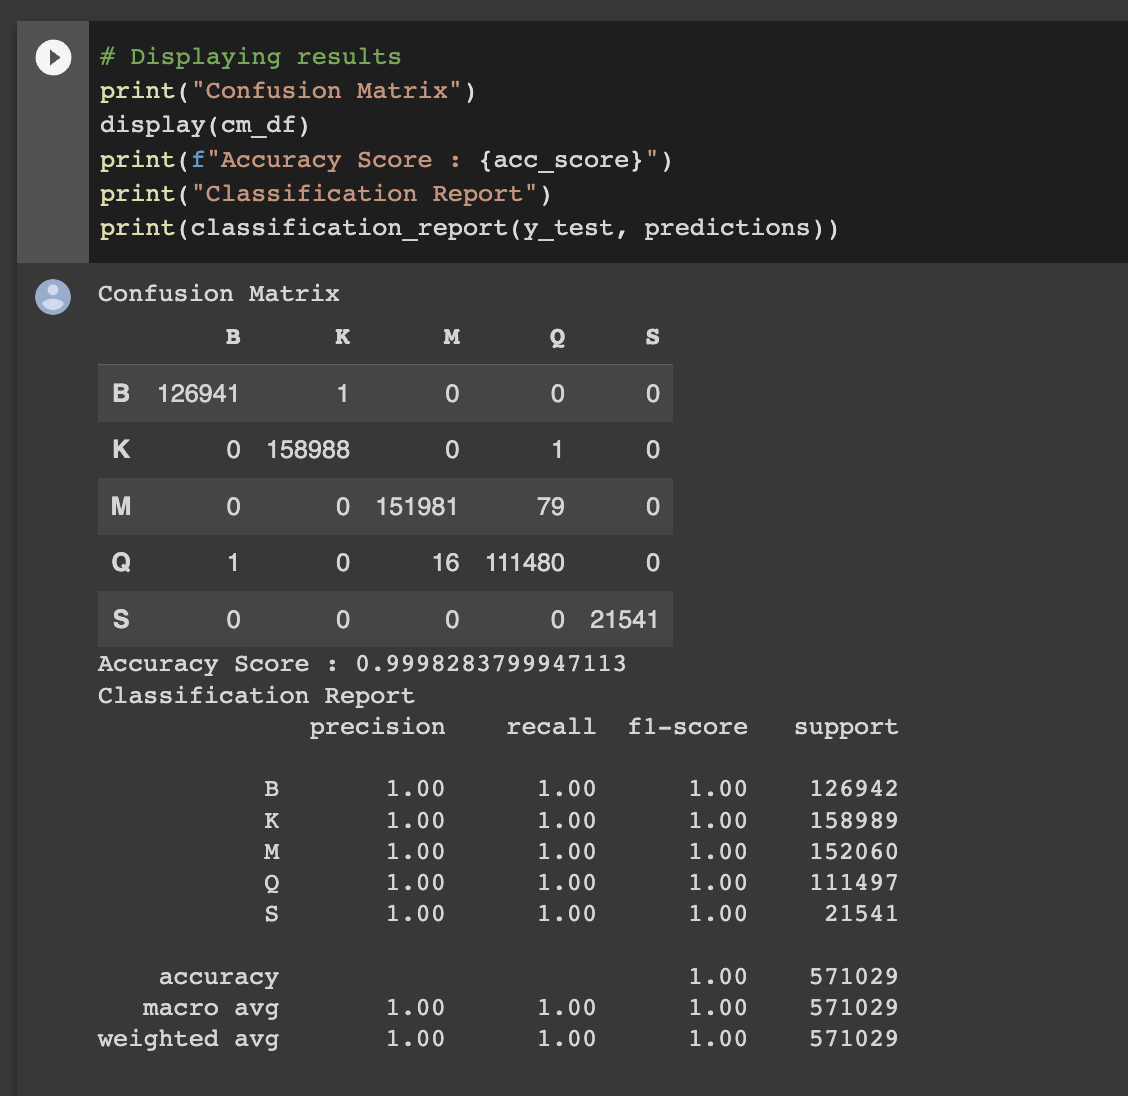 # Displaying results
print("Confusion Matrix")
display(cm_df)
print(f"Accuracy Score : {acc_score}")
print("Classification Report")
print(classification_report(y_test, predictions))
Confusion Matrix
B K M Q S
B 126941 1 0 0 0
K 0 158988 0 1 0
M 0 0 151981 79 0
Q 1 0 16 111480 0
S 0 0 0 0 21541
Accuracy Score : 0.9998283799947113
Classification Report
precision recall f1-score support
B 1.00 1.00 1.00 126942
K 1.00 1.00 1.00 158989
M 1.00 1.00 1.00 152060
Q 1.00 1.00 1.00 111497
S 1.00 1.00 1.00 21541
accuracy 1.00 571029
macro avg 1.00 1.00 1.00 571029
weighted avg 1.00 1.00 1.00 571029